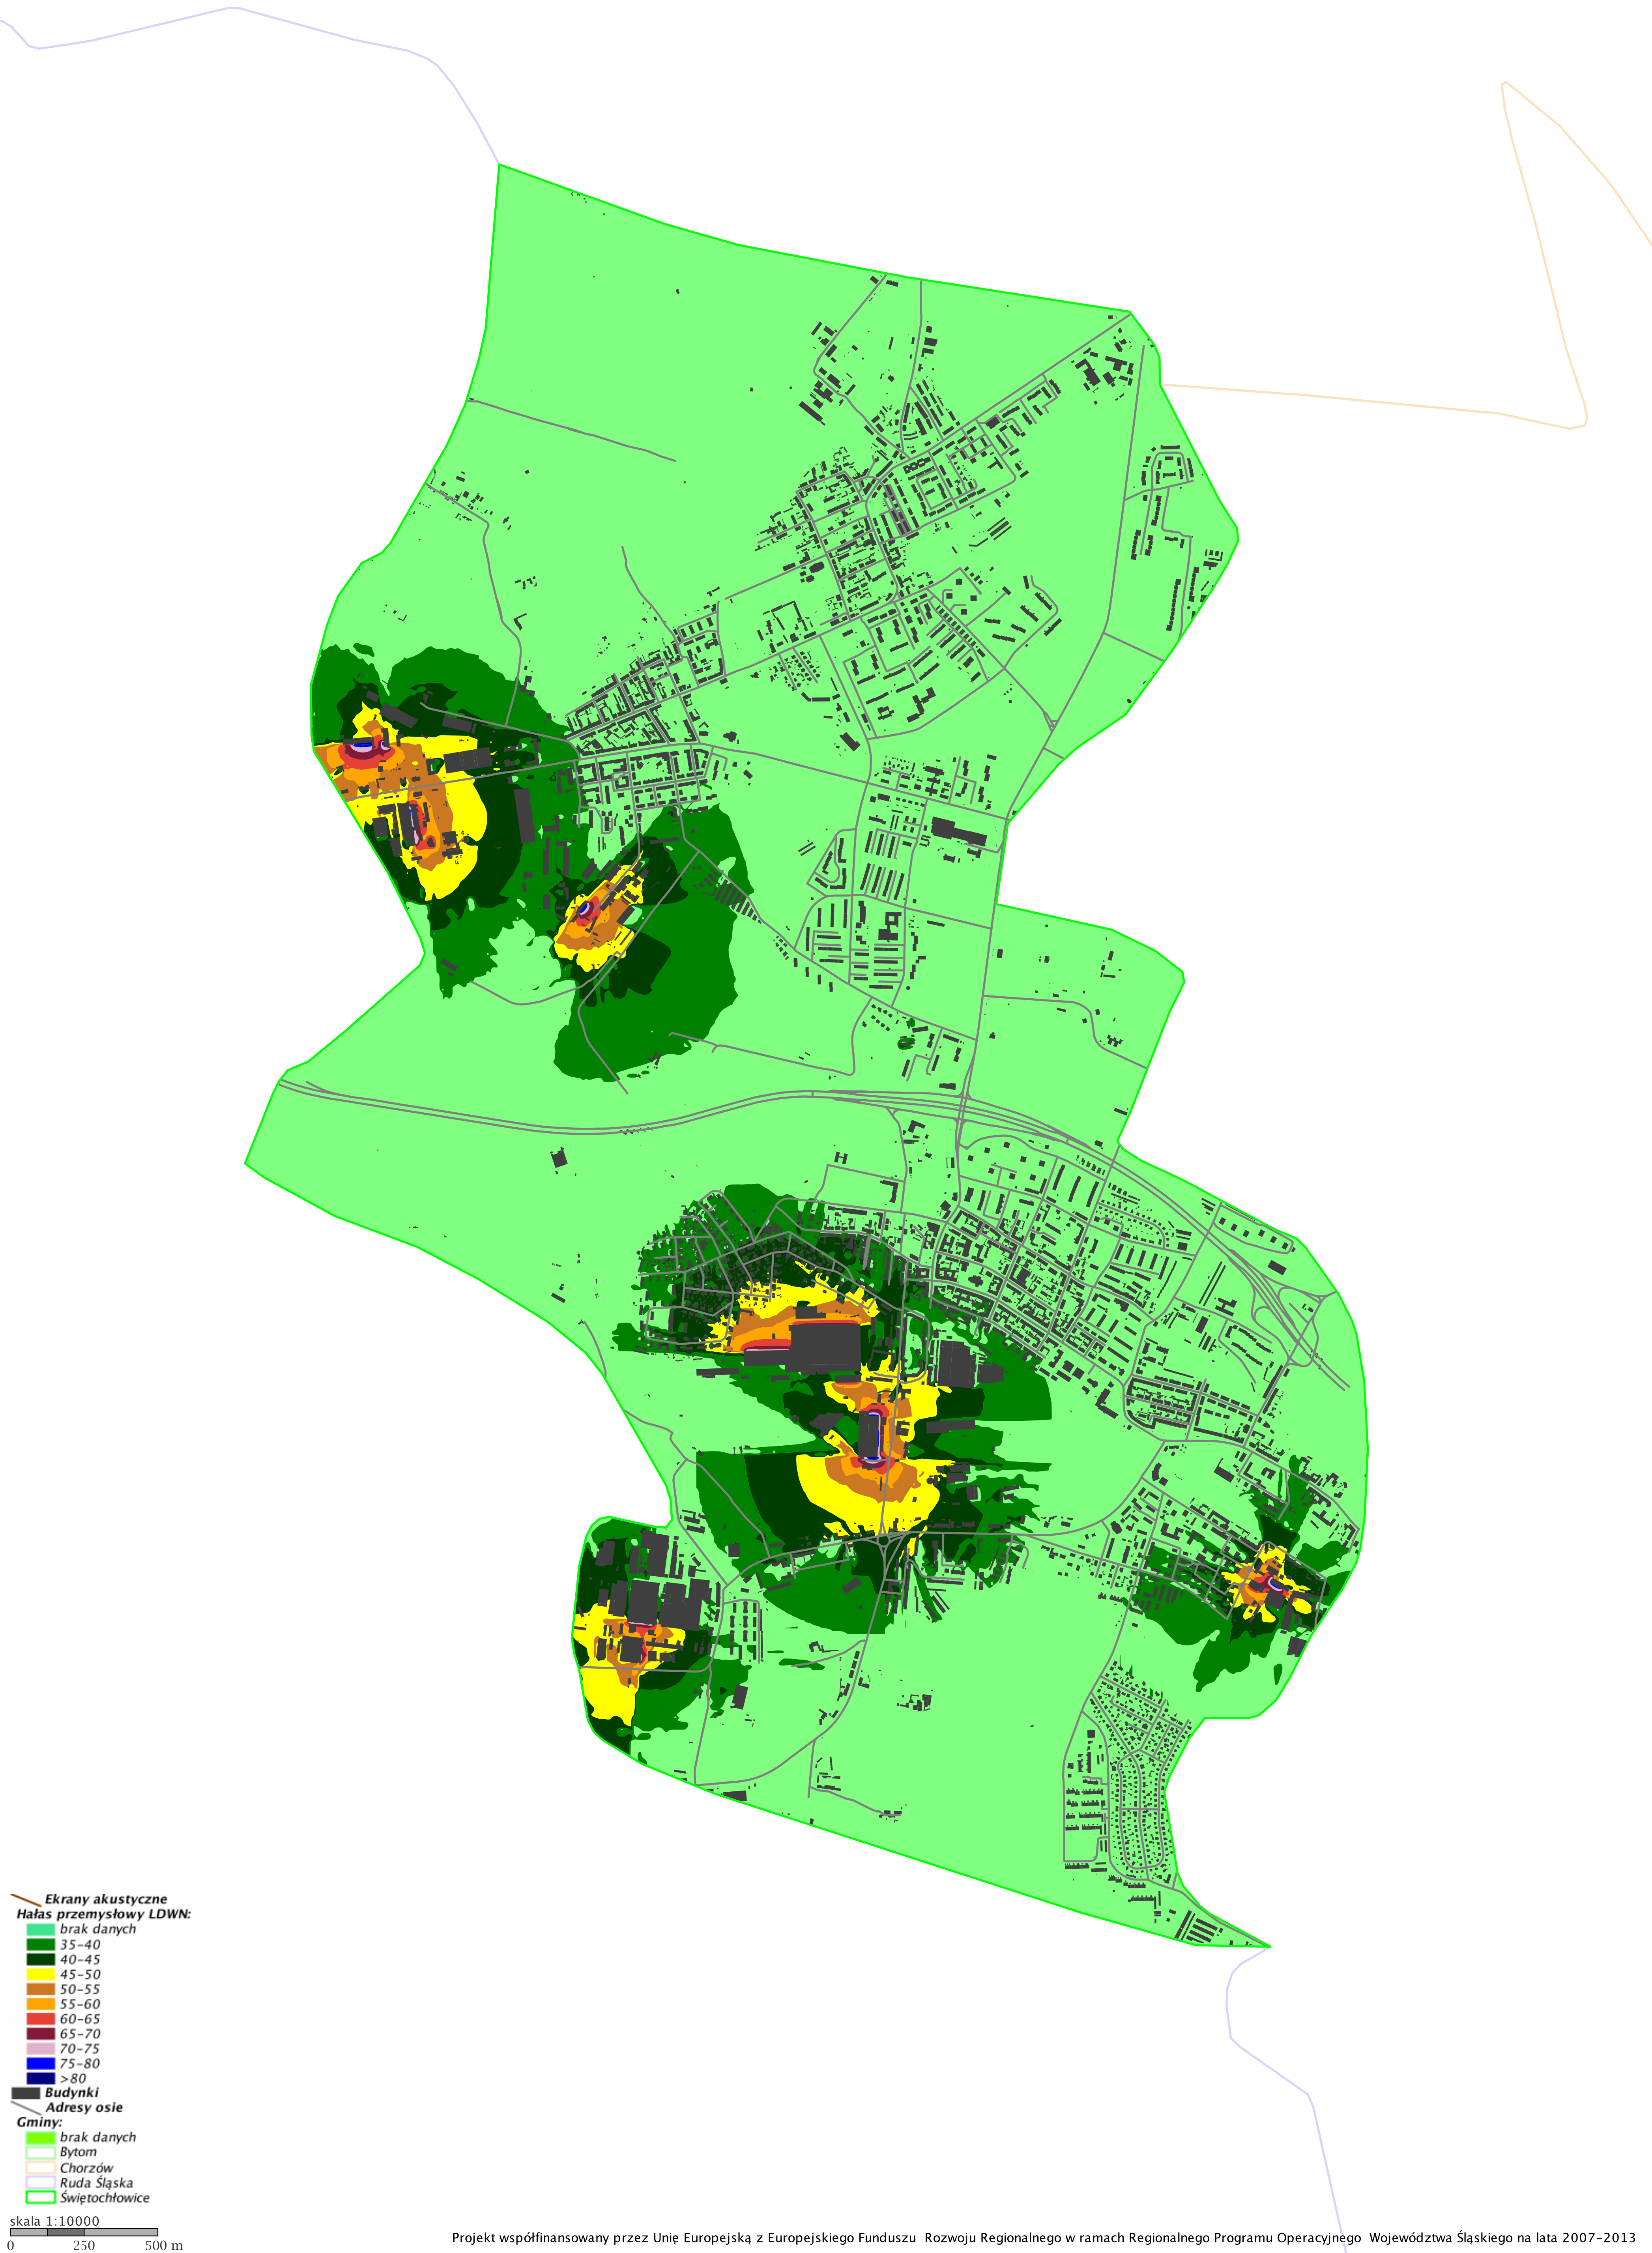 Ekrany akustyczne
Hałas przemysłowy LDWN:
brak danych
35-40
40-45
45-50
50-55
55-60
60-65
65-70
70-75
75-80
>80
Budynki
Adresy osie
Gminy:
brak danych
Bytom
Chorzów
Ruda Śląska
Świętochłowice
skala 1:10000
0 250 500 m
Projekt współfinansowany przez Unię Europejską z Europejskiego Funduszu Rozwoju Regionalnego w ramach Regionalnego Programu Operacyjnego Województwa Śląskiego na lata 2007-2013